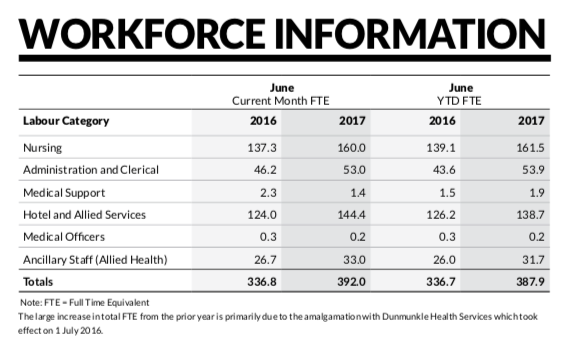 WORKFORCE INFORMATION
June June
Current Month FTE YTD FTE
Labour Category 2016 2017 2016 2017
Nursing 137.3 160.0 139.1 161.5
Administration and Clerical 46.2 53.0 43.6 53.9
Medical Support 2.3 1.4 1.5 1.9
Hotel and Allied Services 124.0 144.4 126.2 138.7
Medical Officers 0.3 0.2 0.3 0.2
Ancillary Staff (Allied Health) 26.7 33.0 26.0 31.7
Totals 336.8 392.0 336.7 387.9
Note: FTE = Full Time Equivalent
The large increase in total FTE from the prior year is primarily due to the amalgamation with Dunmunkle Health Services which took
effect on 1 July 2016.